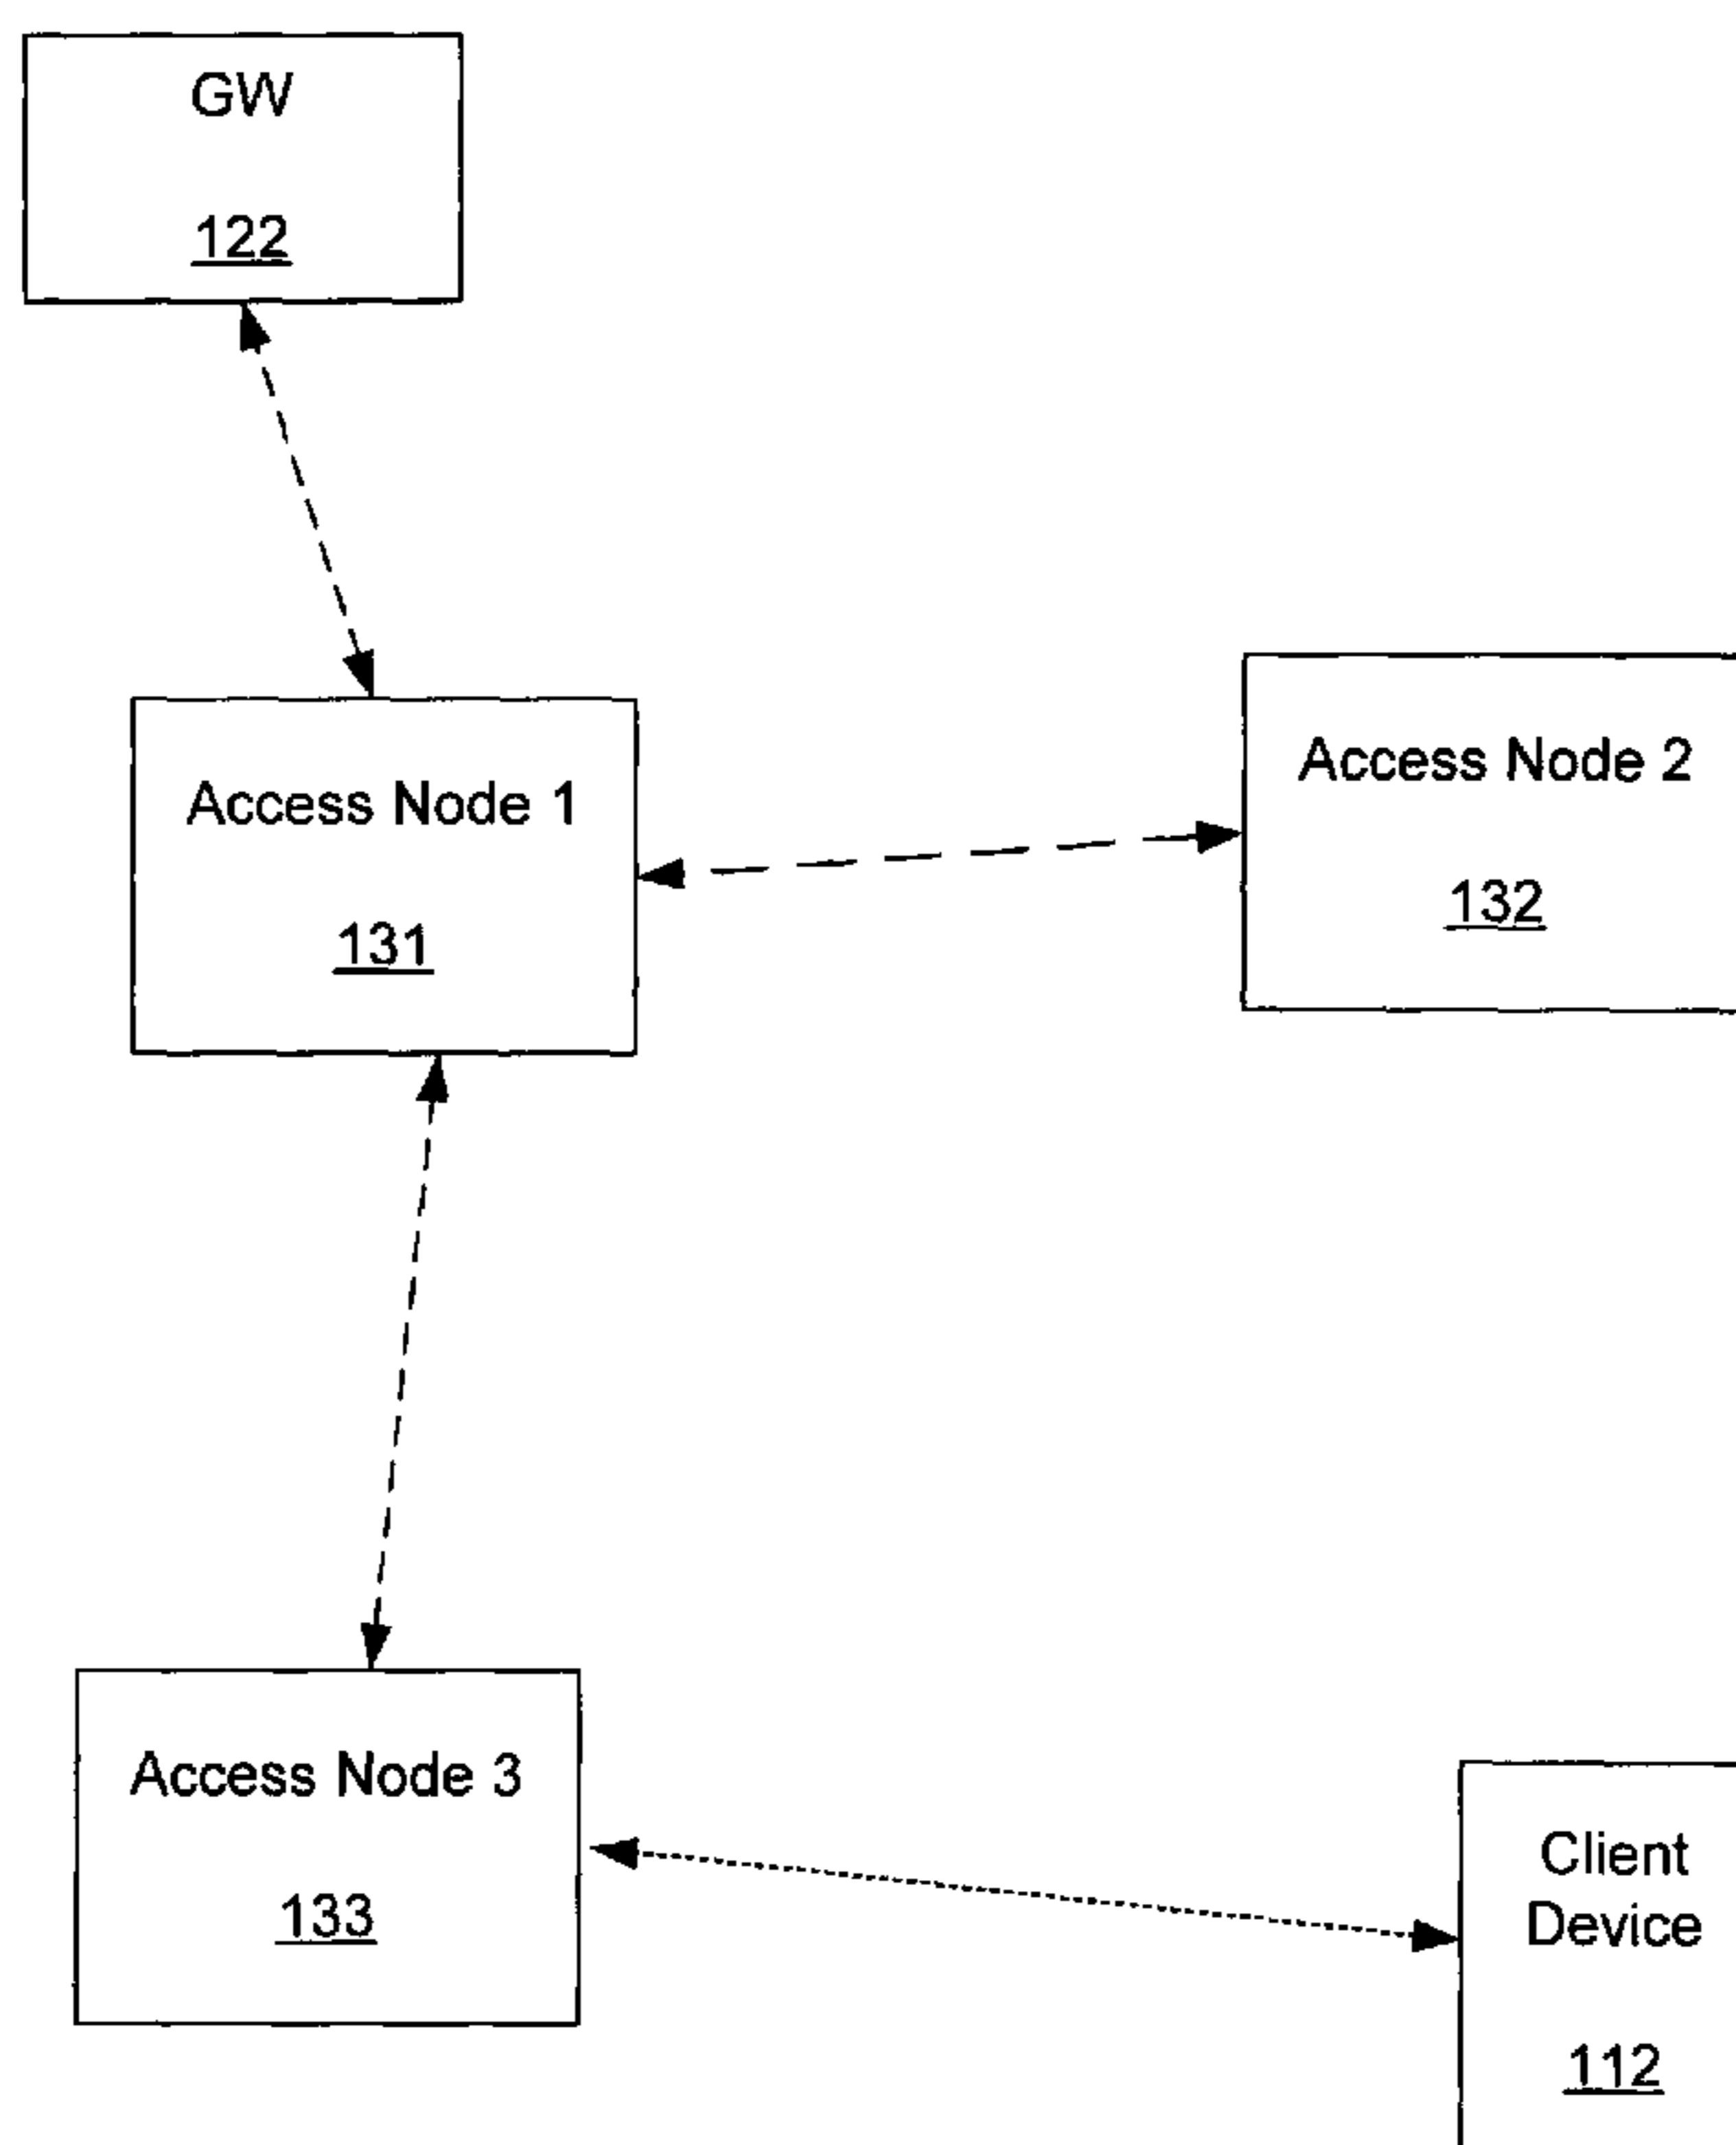 GW
122
Access Node 1
131
Access Node 2
132
Access Node 3
133
Client
Device
112